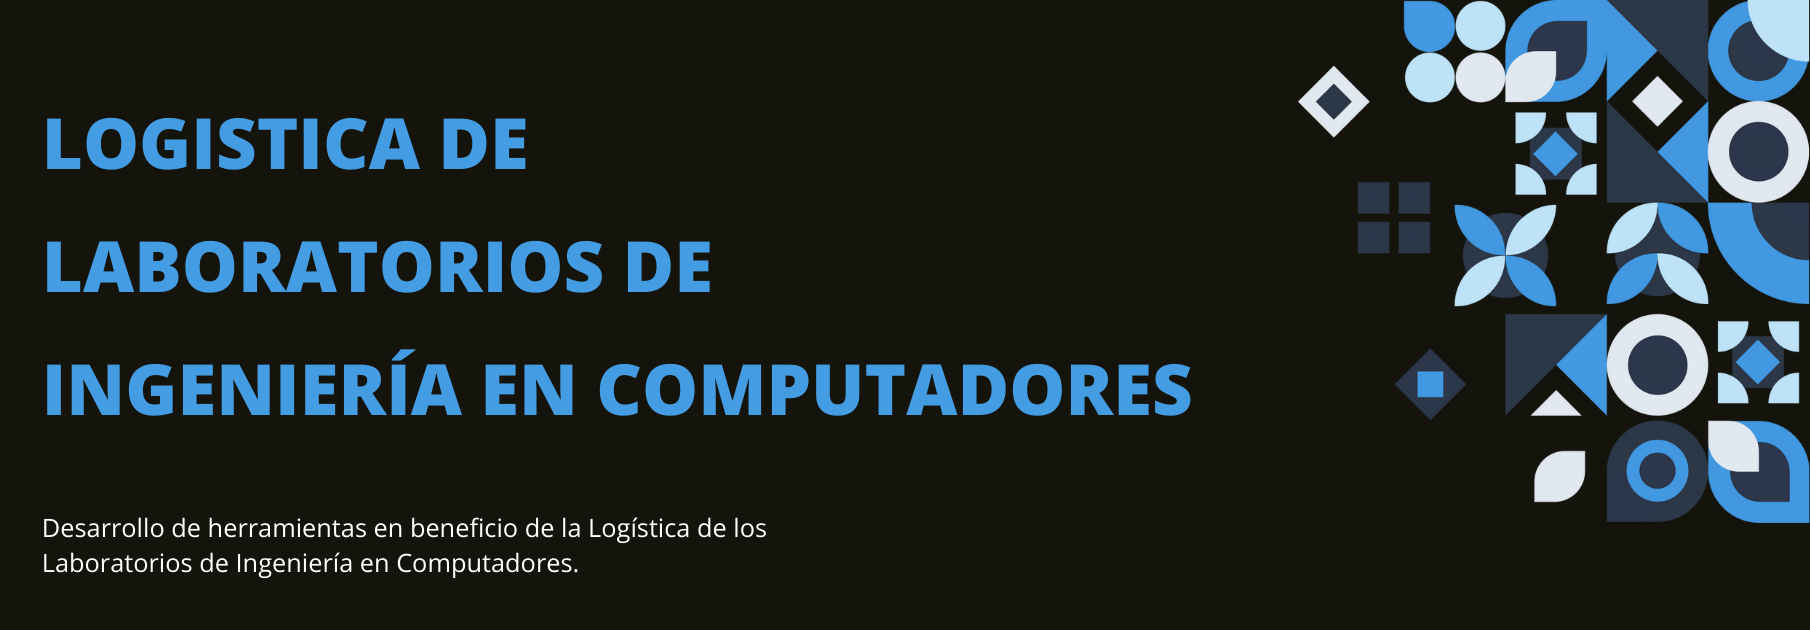 LOGISTICA DE
LABORATORIOS DE
INGENIERÍA EN COMPUTADORES
Desarrollo de herramientas en beneficio de la Logística de los
Laboratorios de Ingeniería en Computadores.